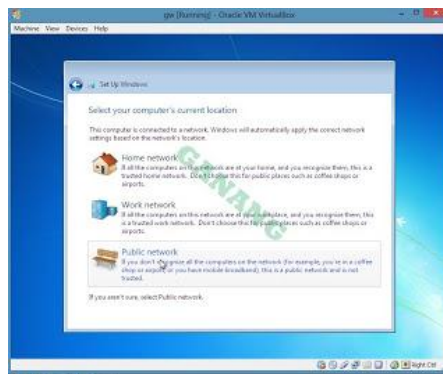 gw [Running] - Oracle VM VirtualBox
Machine View Devices Help
Set Up Windows
Select your computer's current location
This computer is connected to a network. Windows will automatically apply the correct network
settings based on the network's location.
Home network
If all the computers on this network are at your home, and you recognize them, this is a
trusted home network. Don't choose this for public places such as coffee shops or
airports.
Work network
If all the computers on this network are at your workplace, and you recognize them, this
is a trusted work network. Don't choose this for public places such as coffee shops or
airports.
Public network
If you don't recognize all the computers on the network (for example, you're in a coffee
shop or airport, or you have mobile broadband), this is a public network and is not
trusted.
If you aren't sure, select Public network.
GANANG
Right Ctrl